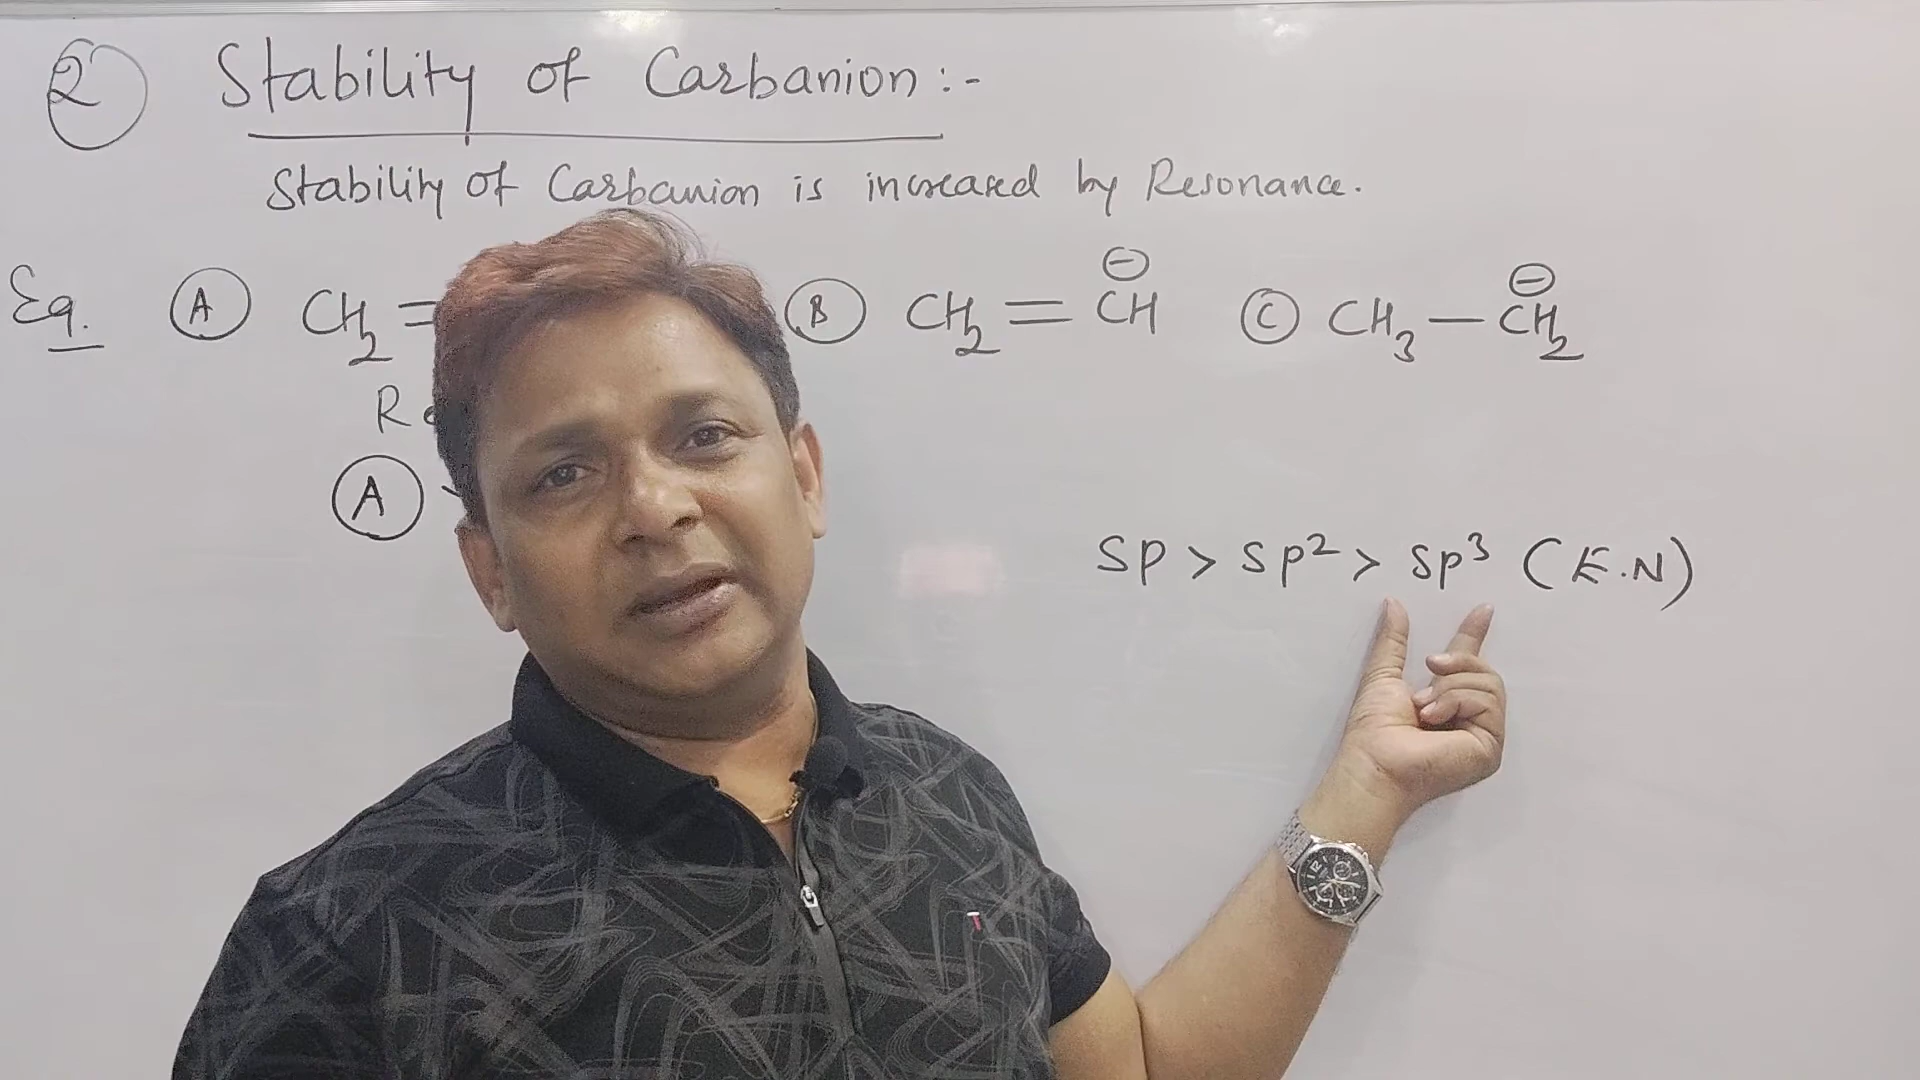 2 Stability of Carbanion :-
Stability of Carbanion is increased by Resonance.
Eg. A CH₂= B CH₂=CH⊖ C CH₃-CH₂⊖
A
SP > SP² > SP³ (E.N)